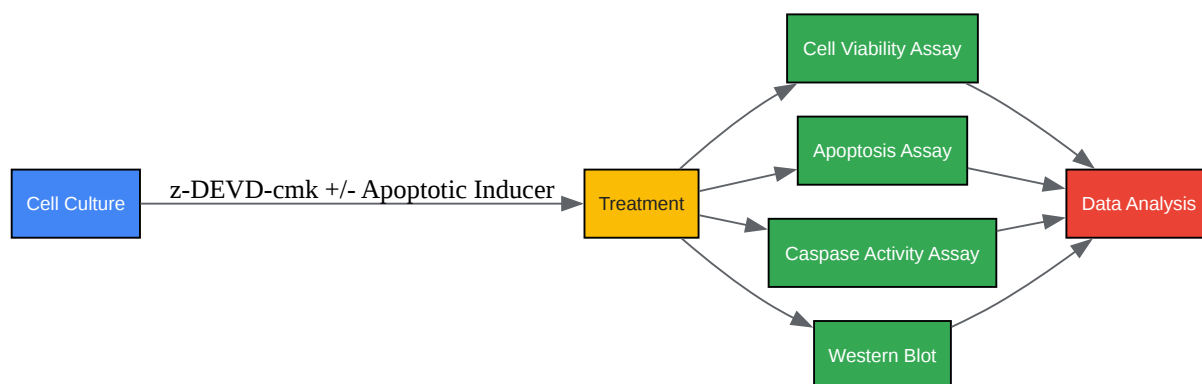 Cell Culture
z-DEVD-cmk +/- Apoptotic Inducer
Treatment
Cell Viability Assay
Apoptosis Assay
Caspase Activity Assay
Western Blot
Data Analysis